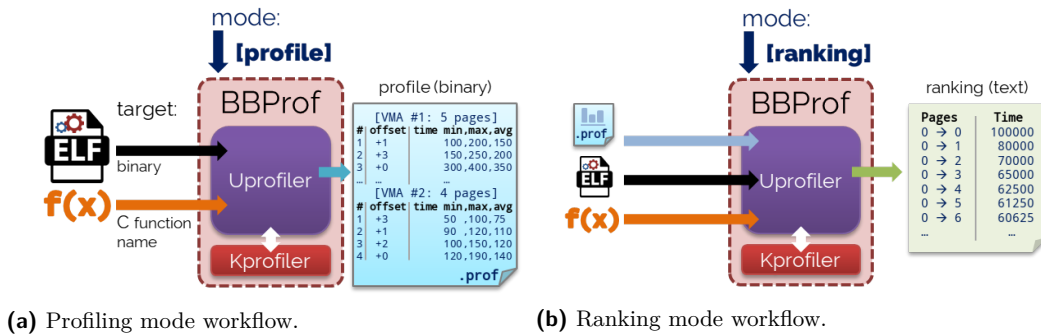 mode:
[profile]
target:
BBProf
ELF
binary
f(x)
C function
name
Uprofiler
Kprofiler
profile (binary)
[VMA #1: 5 pages]
#| offset| time min,max,avg
1 | +1 | 100,200,150
2 | +3 | 150,250,200
3 | +0 | 300,400,350
…| … | …
[VMA #2: 4 pages]
#| offset| time min,max,avg
1 | +3 | 50 ,100,75
2 | +1 | 90 ,120,110
3 | +2 | 100,150,120
4 | +0 | 120,190,140
.prof
(a) Profiling mode workflow.
mode:
[ranking]
BBProf
.prof
ELF
f(x)
Uprofiler
Kprofiler
ranking (text)
Pages Time
0 → 0 100000
0 → 1 80000
0 → 2 70000
0 → 3 65000
0 → 4 62500
0 → 5 61250
0 → 6 60625
… …
(b) Ranking mode workflow.